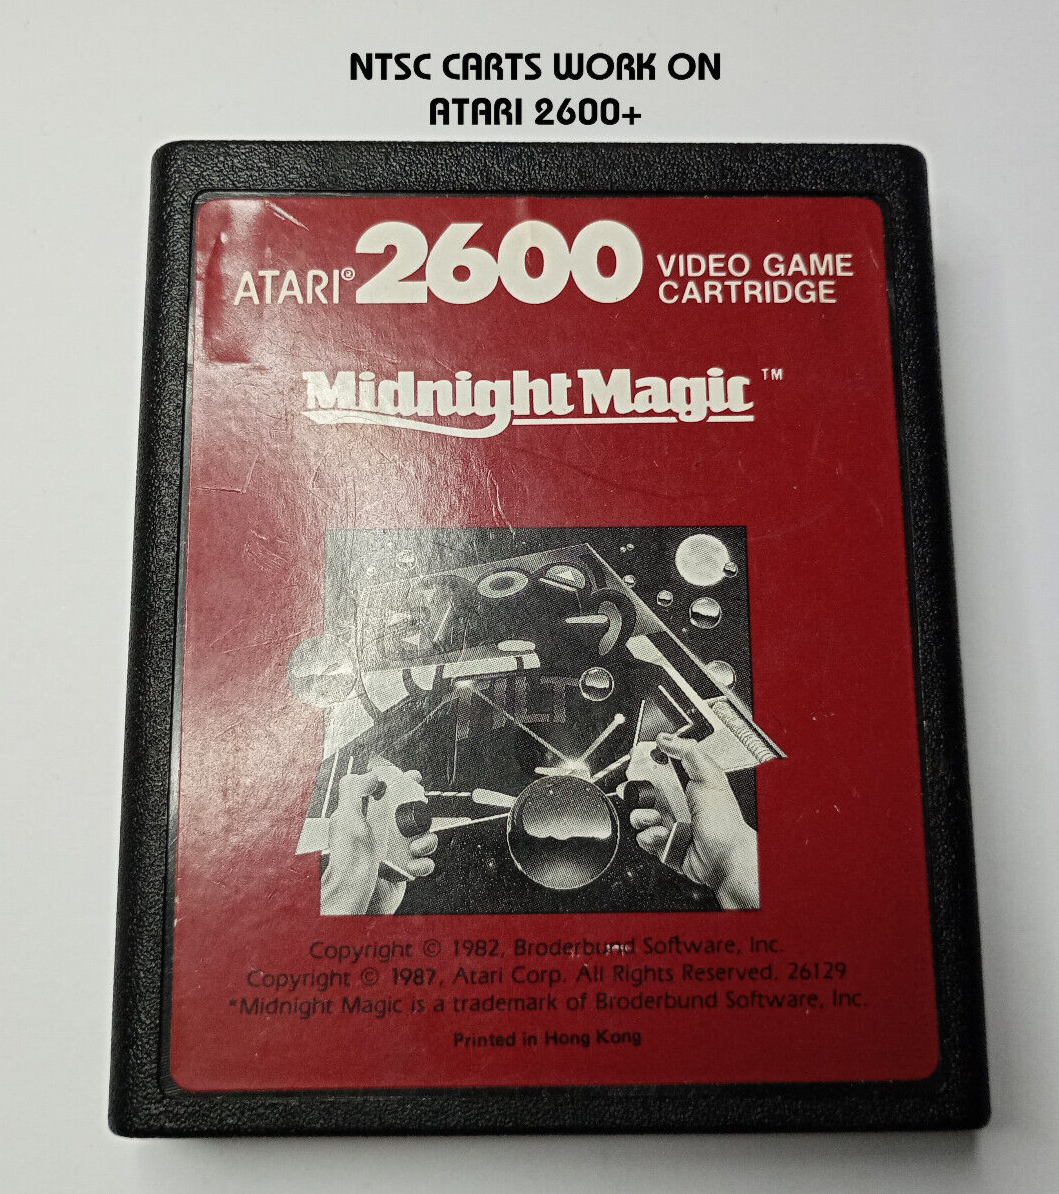 NTSC CARTS WORK ON
ATARI 2600+
ATARI® 2600 VIDEO GAME
CARTRIDGE
Midnight Magic™
TILT
Copyright © 1982, Broderbund Software, Inc.
Copyright © 1987, Atari Corp. All Rights Reserved. 26129
*Midnight Magic is a trademark of Broderbund Software, Inc.
Printed in Hong Kong